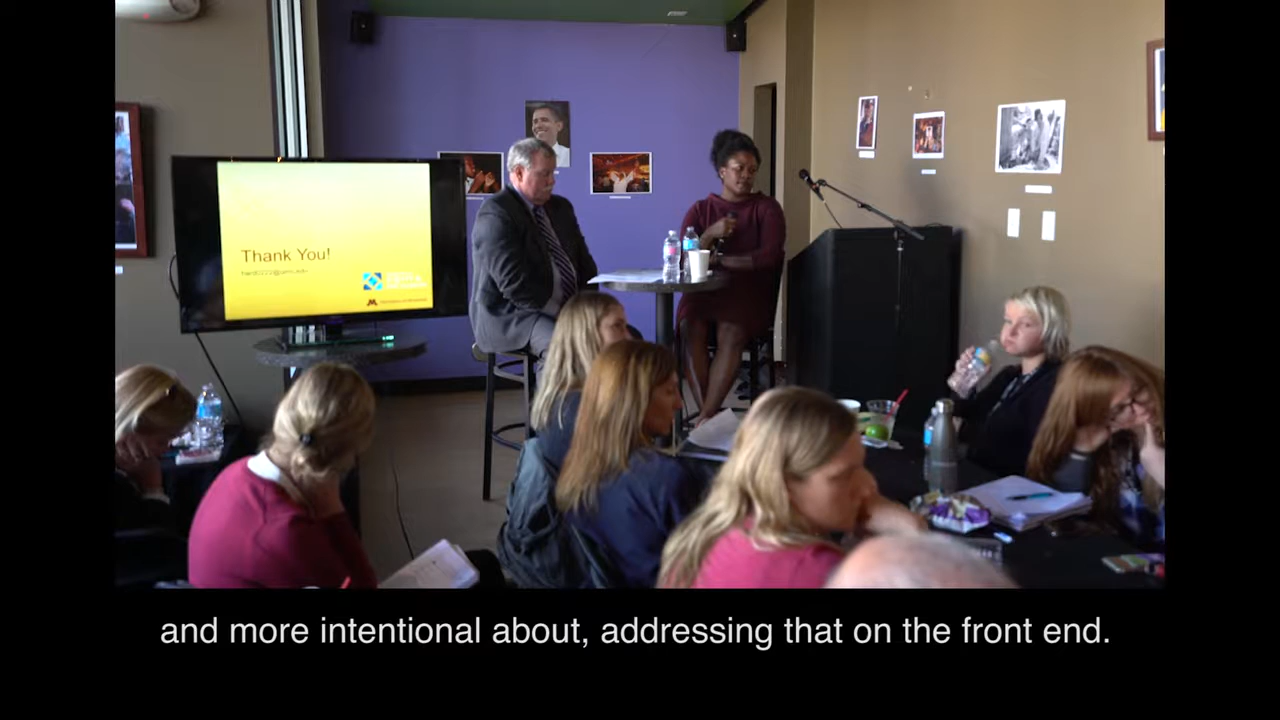 Thank You!
and more intentional about, addressing that on the front end.